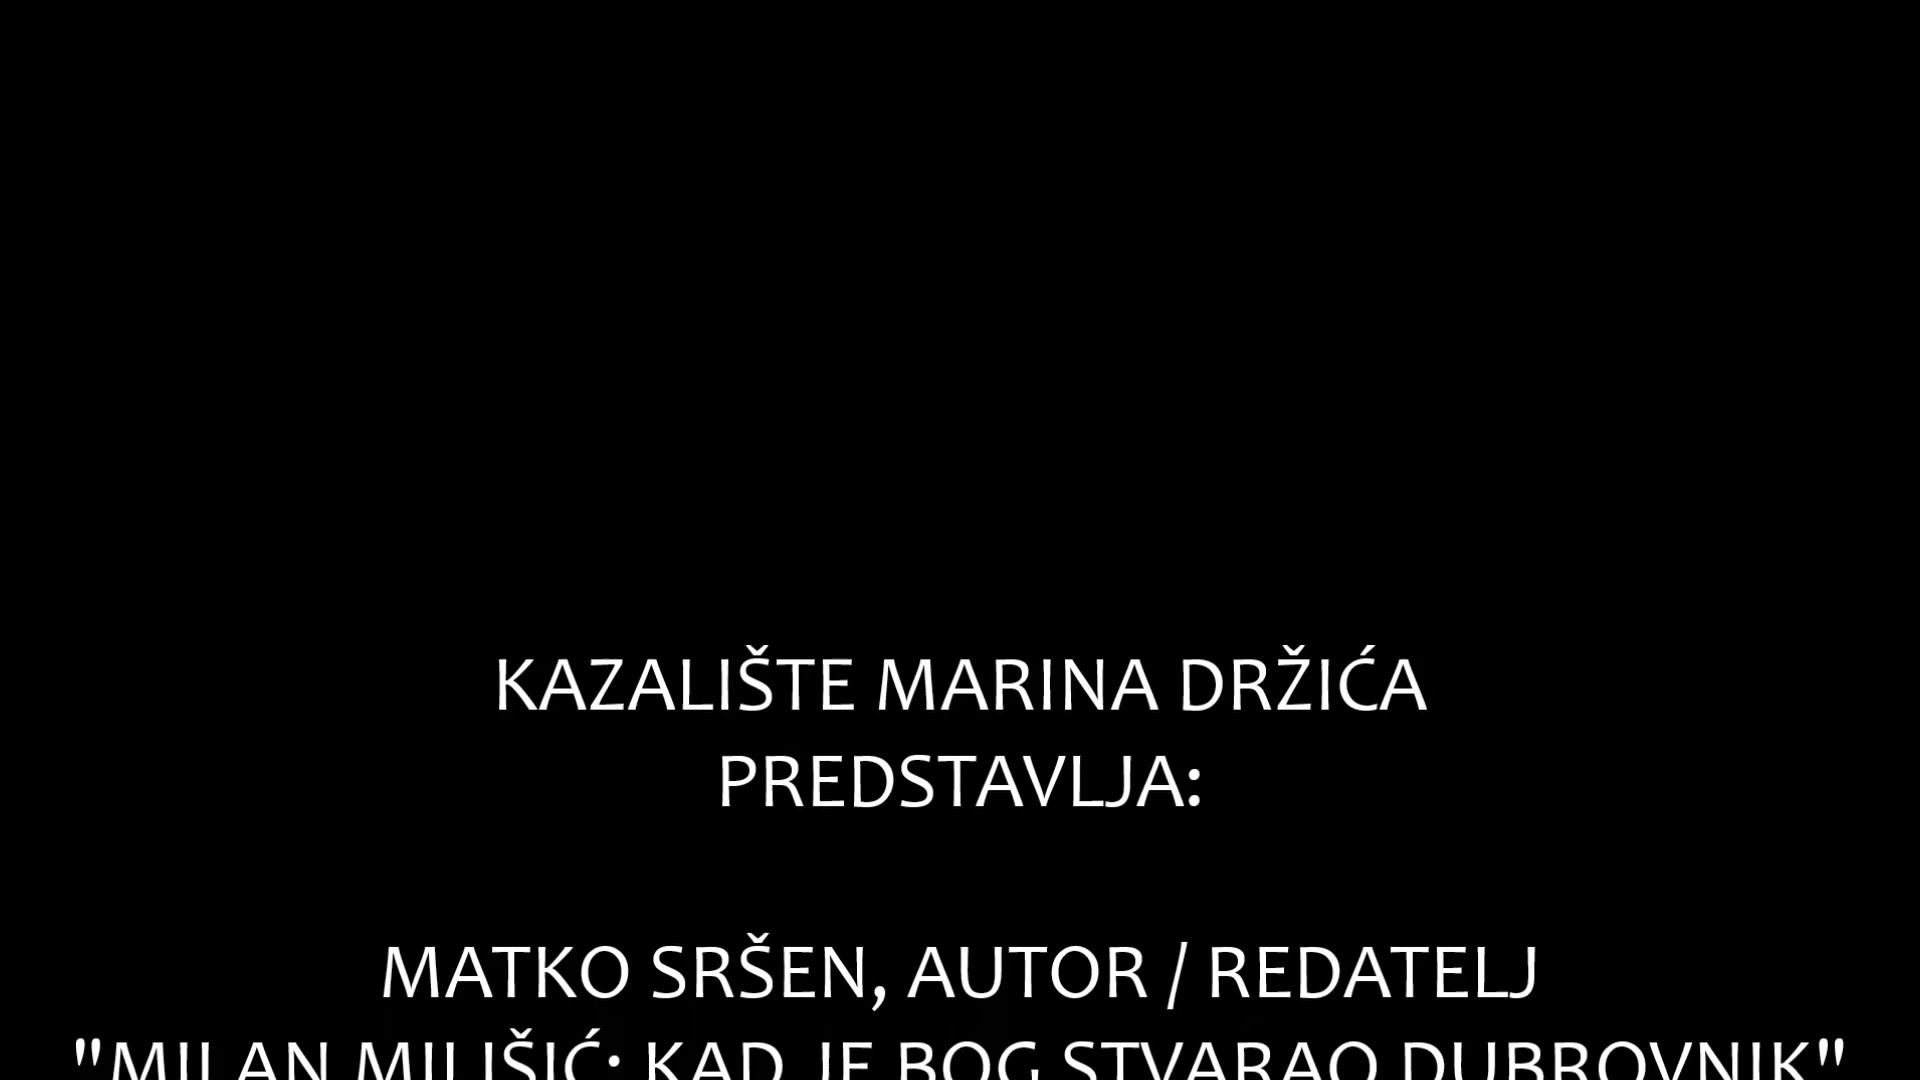 KAZALIŠTE MARINA DRŽIĆA
PREDSTAVLJA:
MATKO SRŠEN, AUTOR / REDATELJ
"MILAN MILIŠIĆ: KAD JE BOG STVARAO DUBROVNIK"